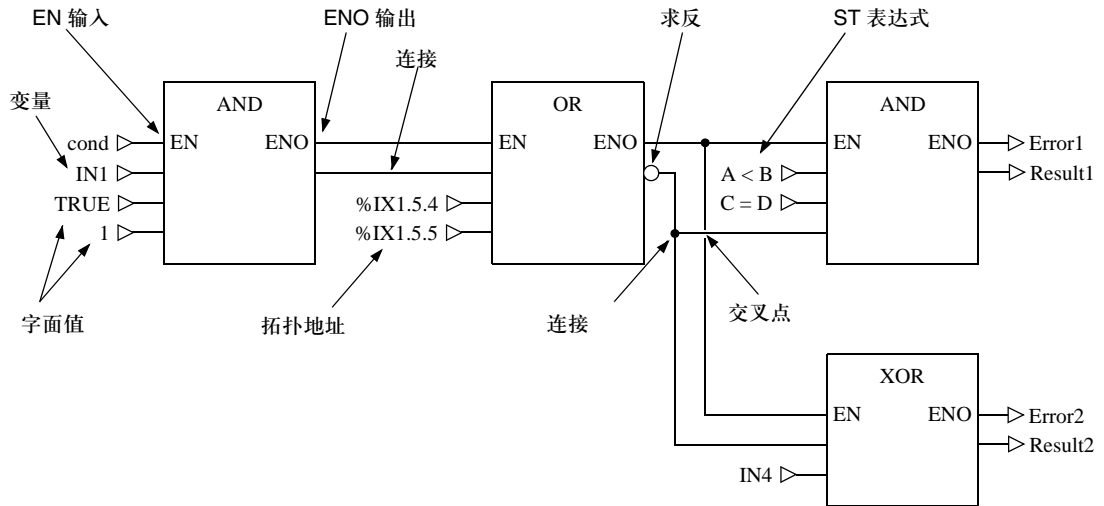 EN 输入
ENO 输出
求反
ST 表达式
连接
变量
AND
OR
AND
cond
EN
ENO
EN
ENO
EN
ENO
Error1
IN1
A < B
Result1
TRUE
%IX1.5.4
C = D
1
%IX1.5.5
字面值
拓扑地址
连接
交叉点
XOR
EN
ENO
Error2
Result2
IN4